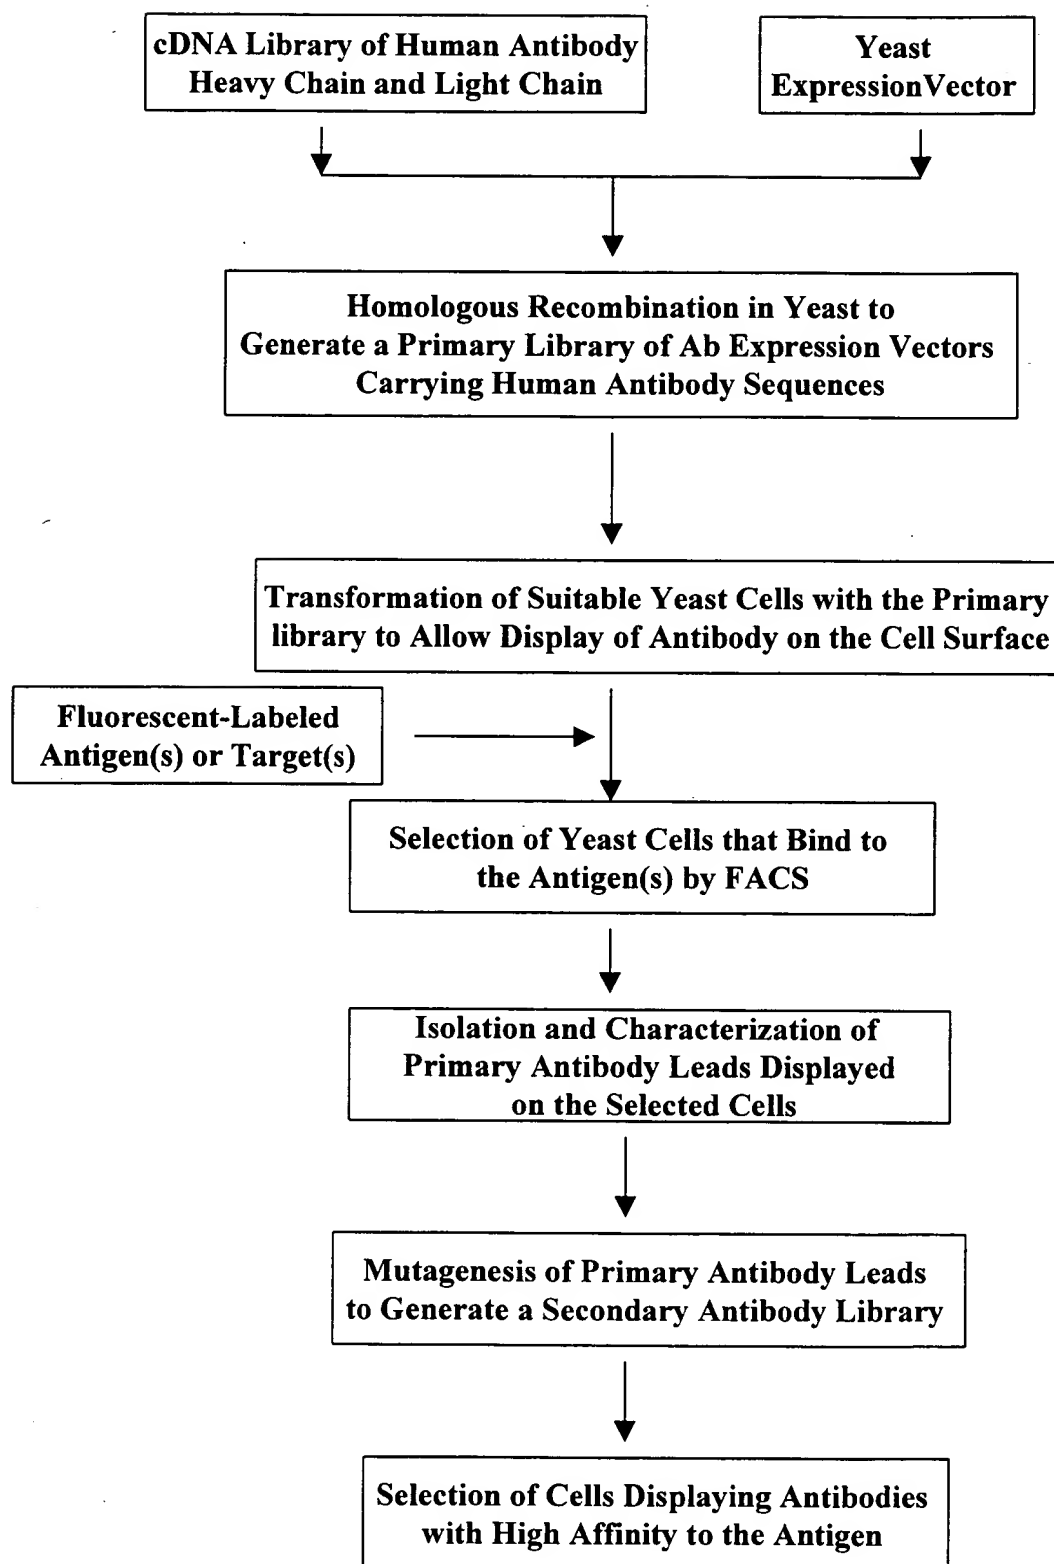 cDNA Library of Human Antibody
Heavy Chain and Light Chain
Yeast
ExpressionVector
Homologous Recombination in Yeast to
Generate a Primary Library of Ab Expression Vectors
Carrying Human Antibody Sequences
Transformation of Suitable Yeast Cells with the Primary
library to Allow Display of Antibody on the Cell Surface
Fluorescent-Labeled
Antigen(s) or Target(s)
Selection of Yeast Cells that Bind to
the Antigen(s) by FACS
Isolation and Characterization of
Primary Antibody Leads Displayed
on the Selected Cells
Mutagenesis of Primary Antibody Leads
to Generate a Secondary Antibody Library
Selection of Cells Displaying Antibodies
with High Affinity to the Antigen